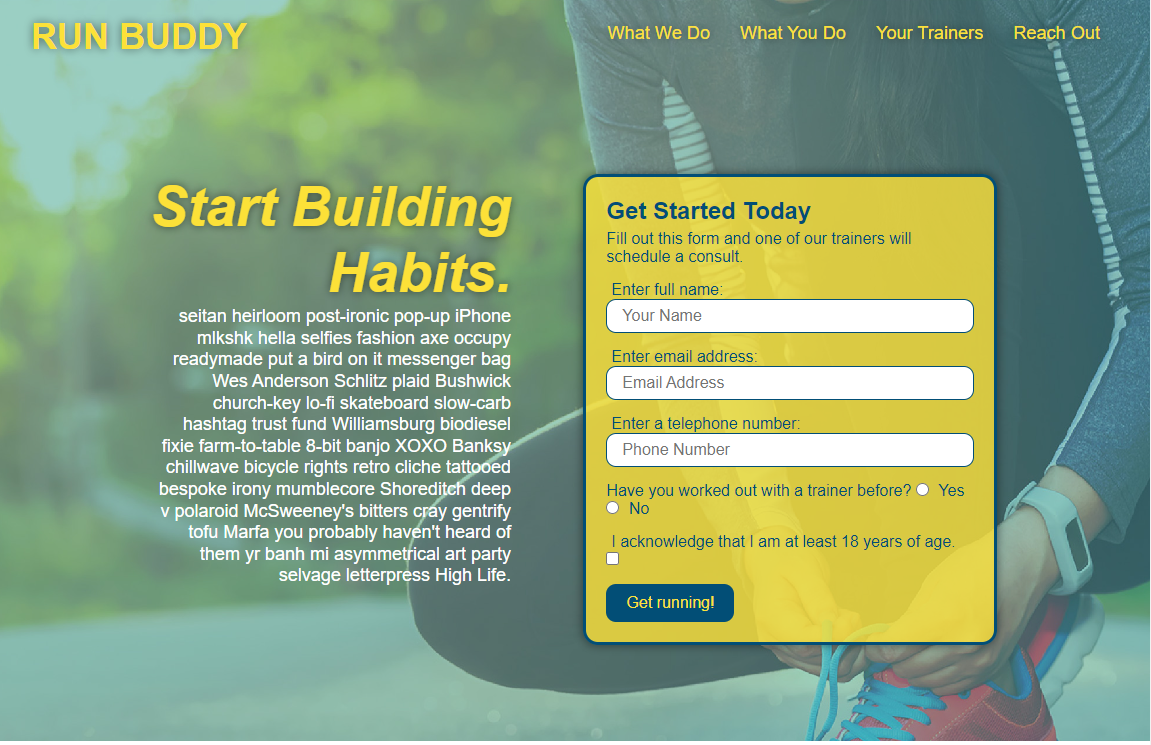 RUN BUDDY
What We Do What You Do Your Trainers Reach Out
Start Building
Habits.
seitan heirloom post-ironic pop-up iPhone
mlkshk hella selfies fashion axe occupy
readymade put a bird on it messenger bag
Wes Anderson Schlitz plaid Bushwick
church-key lo-fi skateboard slow-carb
hashtag trust fund Williamsburg biodiesel
fixie farm-to-table 8-bit banjo XOXO Banksy
chillwave bicycle rights retro cliche tattooed
bespoke irony mumblecore Shoreditch deep
v polaroid McSweeney's bitters cray gentrify
tofu Marfa you probably haven't heard of
them yr banh mi asymmetrical art party
selvage letterpress High Life.
Get Started Today
Fill out this form and one of our trainers will
schedule a consult.
Enter full name:
Your Name
Enter email address:
Email Address
Enter a telephone number:
Phone Number
Have you worked out with a trainer before? Yes
No
I acknowledge that I am at least 18 years of age.
Get running!